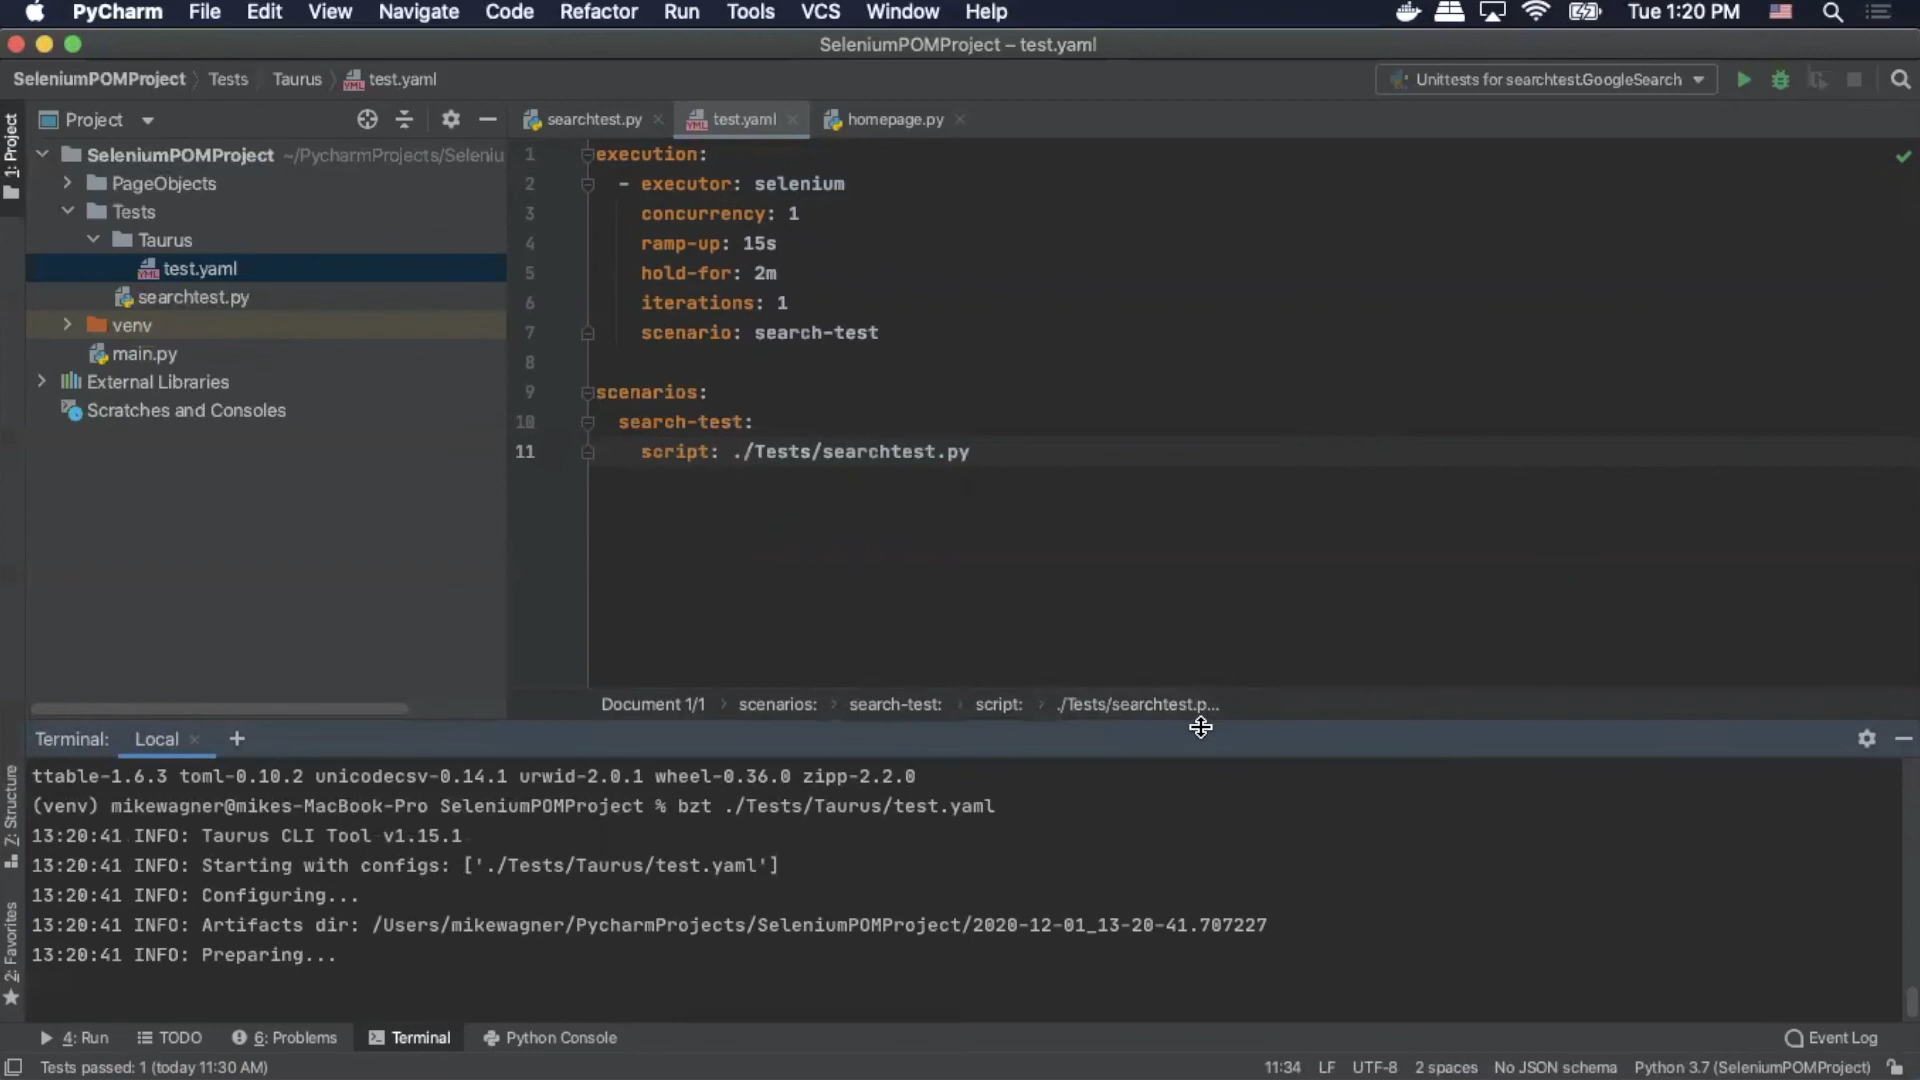 PyCharm File Edit View Navigate Code Refactor Run Tools VCS Window Help Tue 1:20 PM
SeleniumPOMProject – test.yaml
SeleniumPOMProject Tests Taurus test.yaml Unittests for searchtest.GoogleSearch
1: Project
Project searchtest.py test.yaml homepage.py
SeleniumPOMProject ~/PycharmProjects/Seleniu
PageObjects
Tests
Taurus
test.yaml
searchtest.py
venv
main.py
External Libraries
Scratches and Consoles
1 execution:
2 - executor: selenium
3 concurrency: 1
4 ramp-up: 15s
5 hold-for: 2m
6 iterations: 1
7 scenario: search-test
8
9 scenarios:
10 search-test:
11 script: ./Tests/searchtest.py
Document 1/1 scenarios: search-test: script: ./Tests/searchtest.p...
Terminal: Local +
Z: Structure
2: Favorites
ttable-1.6.3 toml-0.10.2 unicodecsv-0.14.1 urwid-2.0.1 wheel-0.36.0 zipp-2.2.0
(venv) mikewagner@mikes-MacBook-Pro SeleniumPOMProject % bzt ./Tests/Taurus/test.yaml
13:20:41 INFO: Taurus CLI Tool v1.15.1
13:20:41 INFO: Starting with configs: ['./Tests/Taurus/test.yaml']
13:20:41 INFO: Configuring...
13:20:41 INFO: Artifacts dir: /Users/mikewagner/PycharmProjects/SeleniumPOMProject/2020-12-01_13-20-41.707227
13:20:41 INFO: Preparing...
4: Run TODO 6: Problems Terminal Python Console Event Log
Tests passed: 1 (today 11:30 AM) 11:34 LF UTF-8 2 spaces No JSON schema Python 3.7 (SeleniumPOMProject)